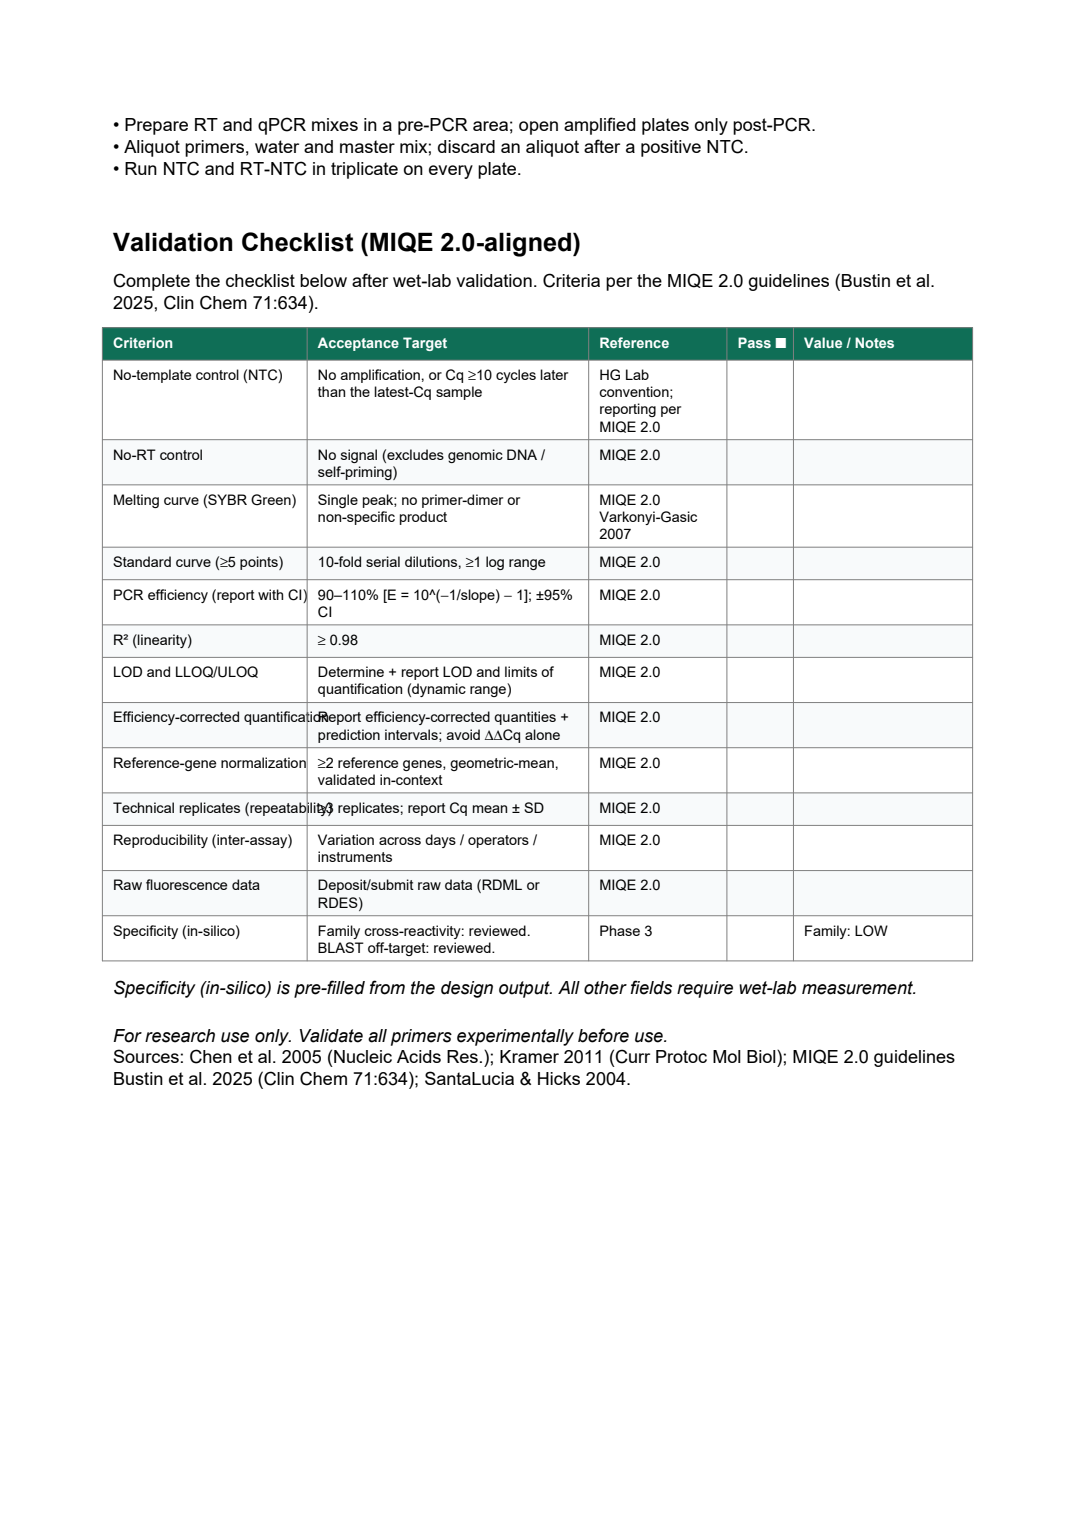 • Prepare RT and qPCR mixes in a pre-PCR area; open amplified plates only post-PCR.
• Aliquot primers, water and master mix; discard an aliquot after a positive NTC.
• Run NTC and RT-NTC in triplicate on every plate.
Validation Checklist (MIQE 2.0-aligned)
Complete the checklist below after wet-lab validation. Criteria per the MIQE 2.0 guidelines (Bustin et al.
2025, Clin Chem 71:634).
Criterion Acceptance Target Reference Pass ■ Value / Notes
No-template control (NTC) No amplification, or Cq ≥10 cycles later HG Lab
than the latest-Cq sample convention;
reporting per
MIQE 2.0
No-RT control No signal (excludes genomic DNA / MIQE 2.0
self-priming)
Melting curve (SYBR Green) Single peak; no primer-dimer or MIQE 2.0
non-specific product Varkonyi-Gasic
2007
Standard curve (≥5 points) 10-fold serial dilutions, ≥1 log range MIQE 2.0
PCR efficiency (report with CI) 90–110% [E = 10^(−1/slope) − 1]; ±95% MIQE 2.0
CI
R² (linearity) ≥ 0.98 MIQE 2.0
LOD and LLOQ/ULOQ Determine + report LOD and limits of MIQE 2.0
quantification (dynamic range)
Efficiency-corrected quantification Report efficiency-corrected quantities + MIQE 2.0
prediction intervals; avoid ∆∆Cq alone
Reference-gene normalization ≥2 reference genes, geometric-mean, MIQE 2.0
validated in-context
Technical replicates (repeatability) ≥3 replicates; report Cq mean ± SD MIQE 2.0
Reproducibility (inter-assay) Variation across days / operators / MIQE 2.0
instruments
Raw fluorescence data Deposit/submit raw data (RDML or MIQE 2.0
RDES)
Specificity (in-silico) Family cross-reactivity: reviewed. Phase 3 Family: LOW
BLAST off-target: reviewed.
Specificity (in-silico) is pre-filled from the design output. All other fields require wet-lab measurement.
For research use only. Validate all primers experimentally before use.
Sources: Chen et al. 2005 (Nucleic Acids Res.); Kramer 2011 (Curr Protoc Mol Biol); MIQE 2.0 guidelines
Bustin et al. 2025 (Clin Chem 71:634); SantaLucia & Hicks 2004.